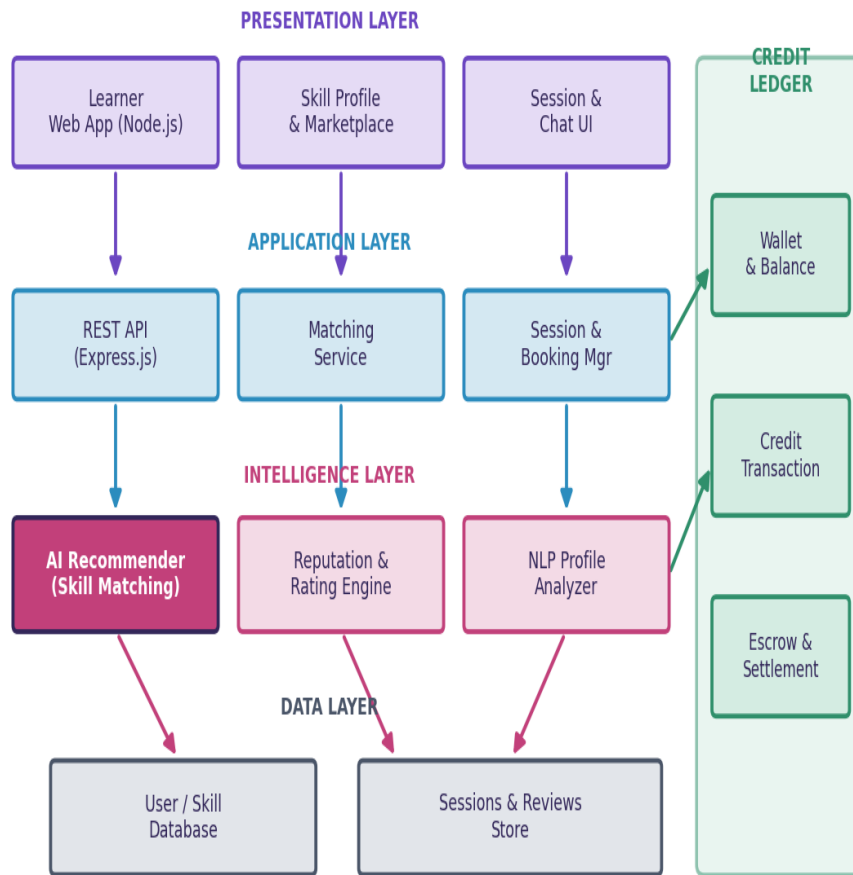 PRESENTATION LAYER
Learner
Web App (Node.js)
Skill Profile
& Marketplace
Session &
Chat UI
APPLICATION LAYER
REST API
(Express.js)
Matching
Service
Session &
Booking Mgr
INTELLIGENCE LAYER
AI Recommender
(Skill Matching)
Reputation &
Rating Engine
NLP Profile
Analyzer
DATA LAYER
User / Skill
Database
Sessions & Reviews
Store
CREDIT
LEDGER
Wallet
& Balance
Credit
Transaction
Escrow &
Settlement